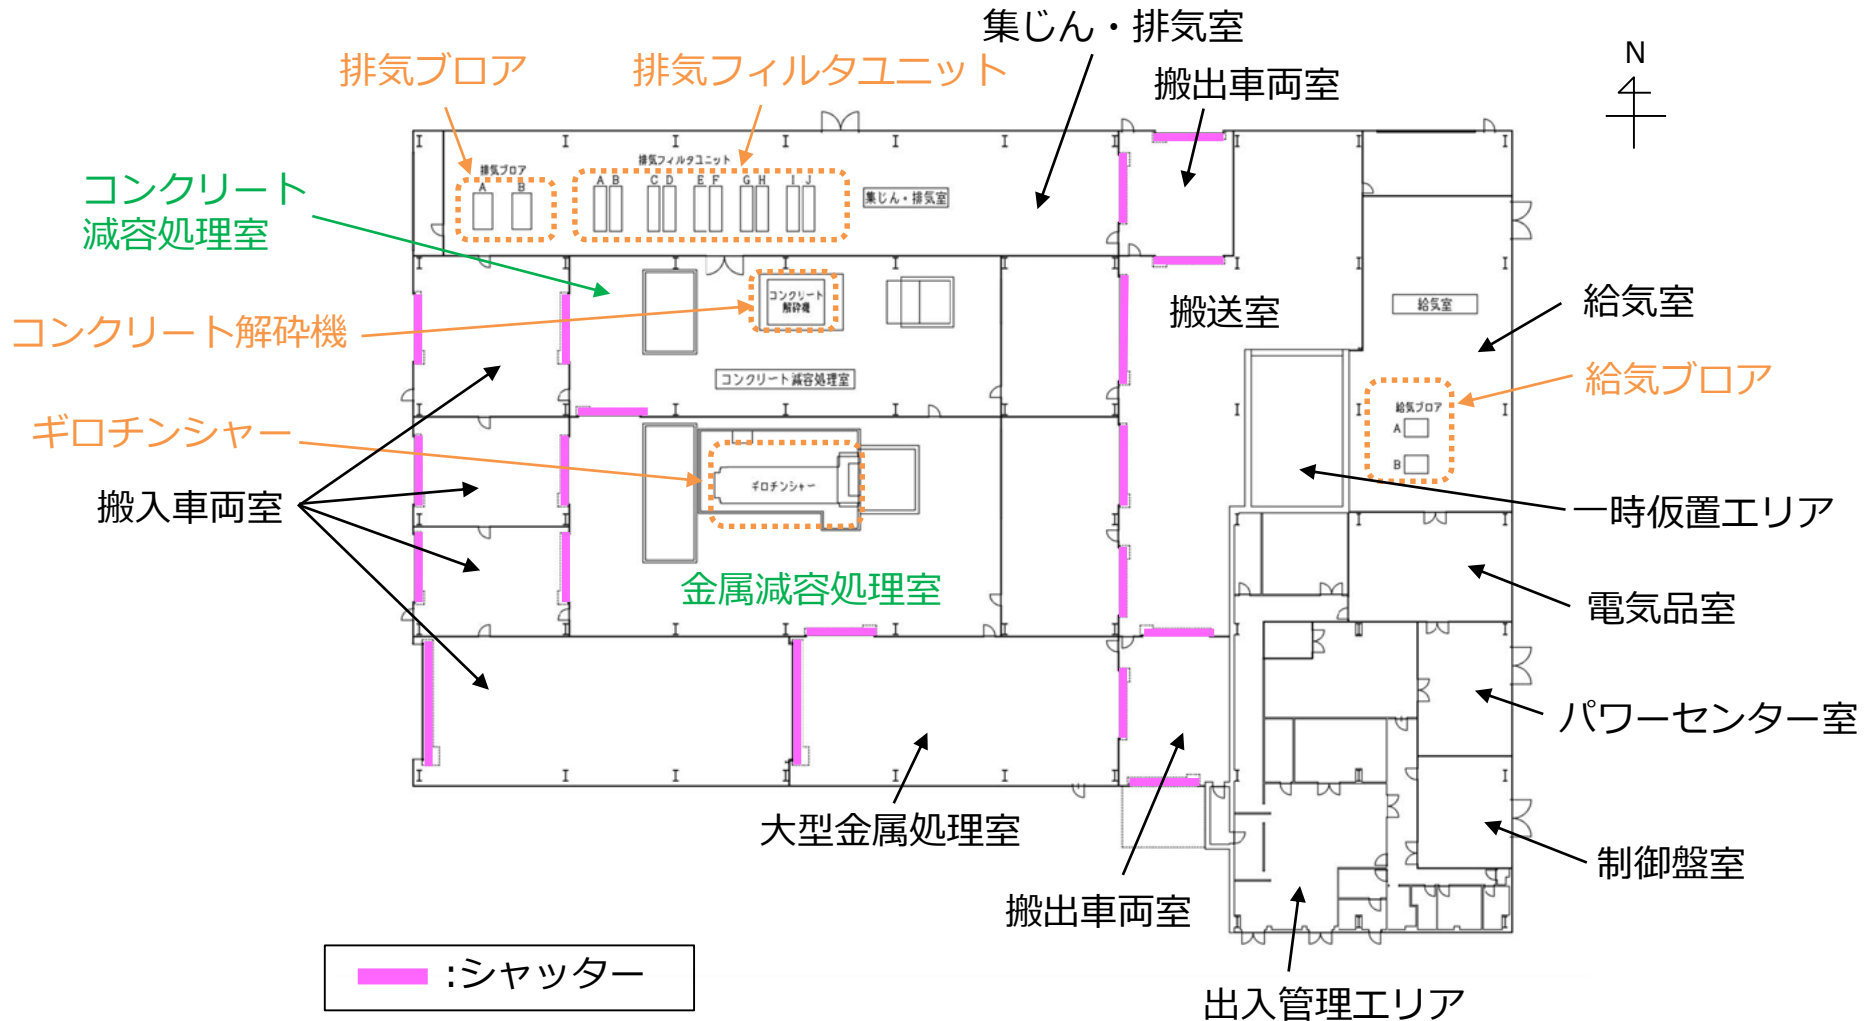 集じん・排気室
排気ブロア
排気フィルタユニット
搬出車両室
N
排気ブロア
A B
排気フィルタユニット
A B C D E F G H I J
集じん・排気室
コンクリート
減容処理室
コンクリート
解砕機
コンクリート解砕機
搬送室
給気室
給気室
コンクリート減容処理室
給気ブロア
給気ブロア
A
B
ギロチンシャー
ギロチンシャー
搬入車両室
一時仮置エリア
金属減容処理室
電気品室
パワーセンター室
大型金属処理室
制御盤室
搬出車両室
:シャッター
出入管理エリア